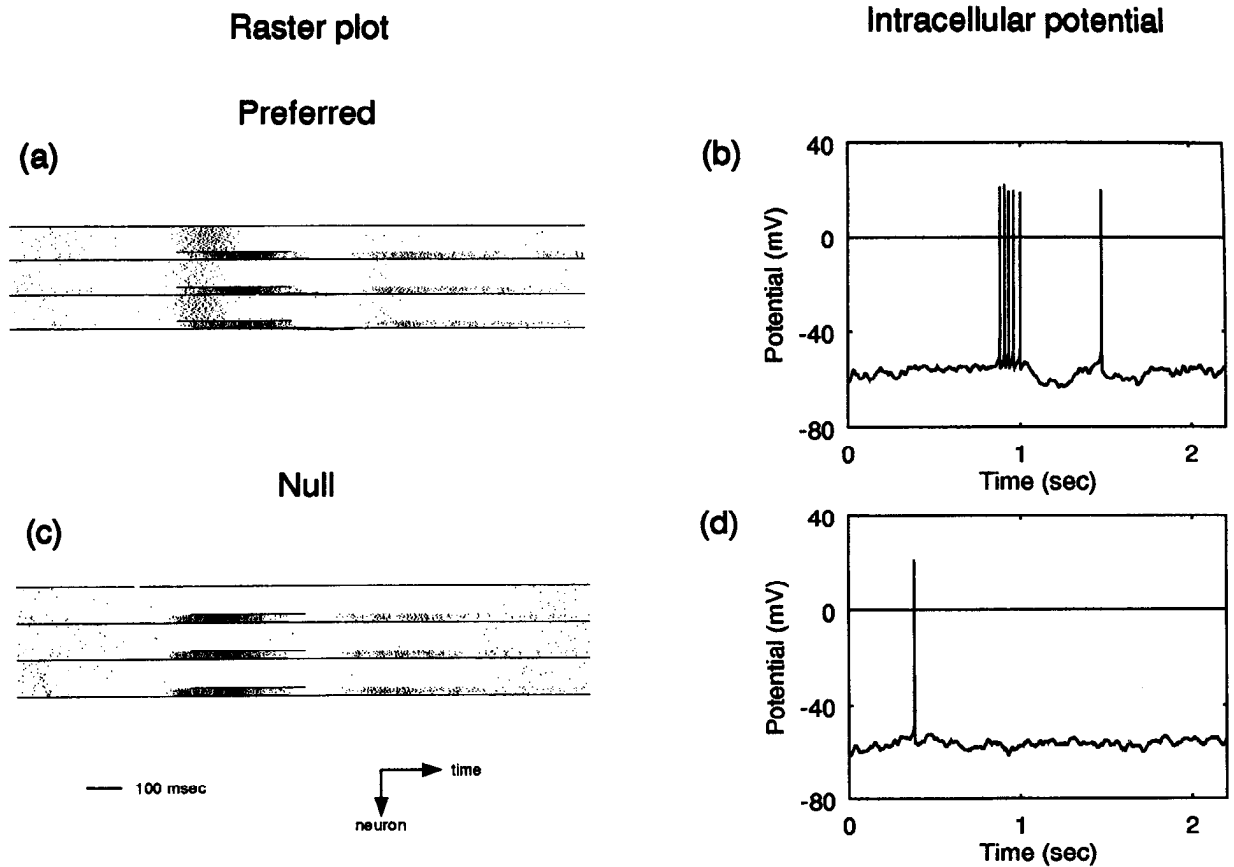 Raster plot
Intracellular potential
Preferred
(a)
(b)
40
0
-40
-80
Potential (mV)
0
1
2
Time (sec)
Null
(c)
(d)
40
0
-40
-80
Potential (mV)
0
1
2
Time (sec)
100 msec
time
neuron